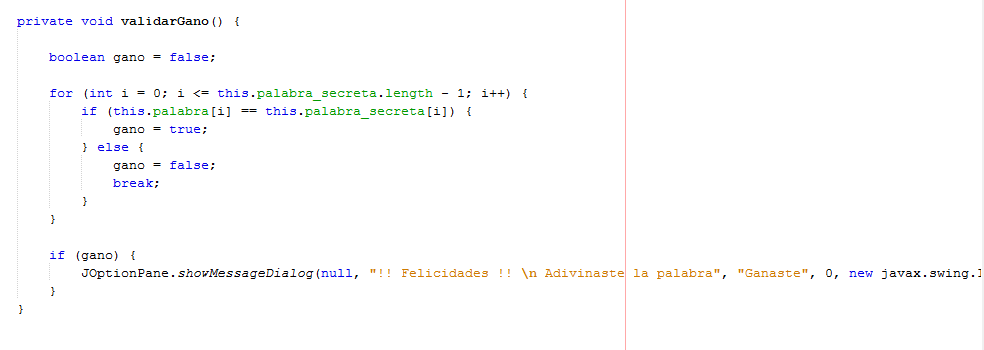 private void validarGano() {
boolean gano = false;
for (int i = 0; i <= this.palabra_secreta.length - 1; i++) {
if (this.palabra[i] == this.palabra_secreta[i]) {
gano = true;
} else {
gano = false;
break;
}
}
if (gano) {
JOptionPane.showMessageDialog(null, "!! Felicidades !! \n Adivinaste la palabra", "Ganaste", 0, new javax.swing.
}
}